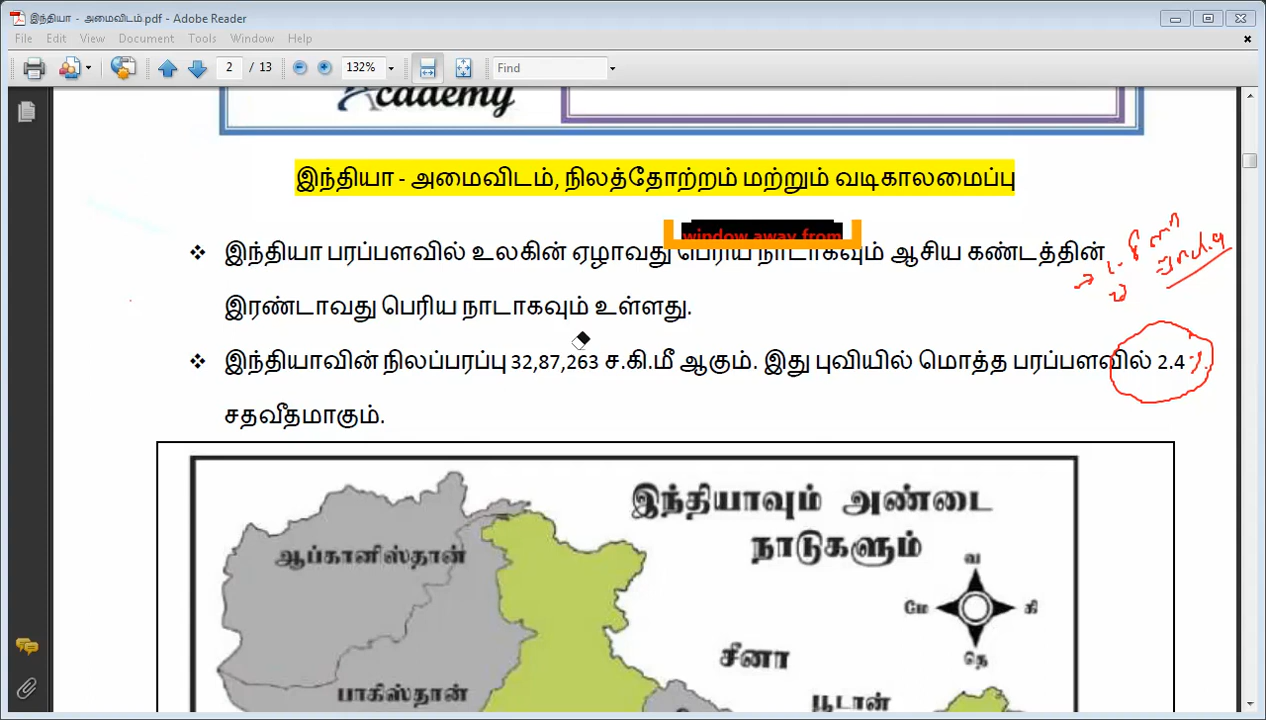 இந்தியா - அமைவிடம்.pdf - Adobe Reader
File Edit View Document Tools Window Help
2 / 13 132% Find
Academy
இந்தியா - அமைவிடம், நிலத்தோற்றம் மற்றும் வடிகாலமைப்பு
window away from
❖ இந்தியா பரப்பளவில் உலகின் ஏழாவது பெரிய நாடாகவும் ஆசிய கண்டத்தின்
இரண்டாவது பெரிய நாடாகவும் உள்ளது.
India
❖ இந்தியாவின் நிலப்பரப்பு 32,87,263 ச.கி.மீ ஆகும். இது புவியில் மொத்த பரப்பளவில் 2.4 %.
சதவீதமாகும்.
இந்தியாவும் அண்டை
நாடுகளும்
ஆப்கானிஸ்தான்
வ
மே கி
தெ
சீனா
பாகிஸ்தான்
பூடான்